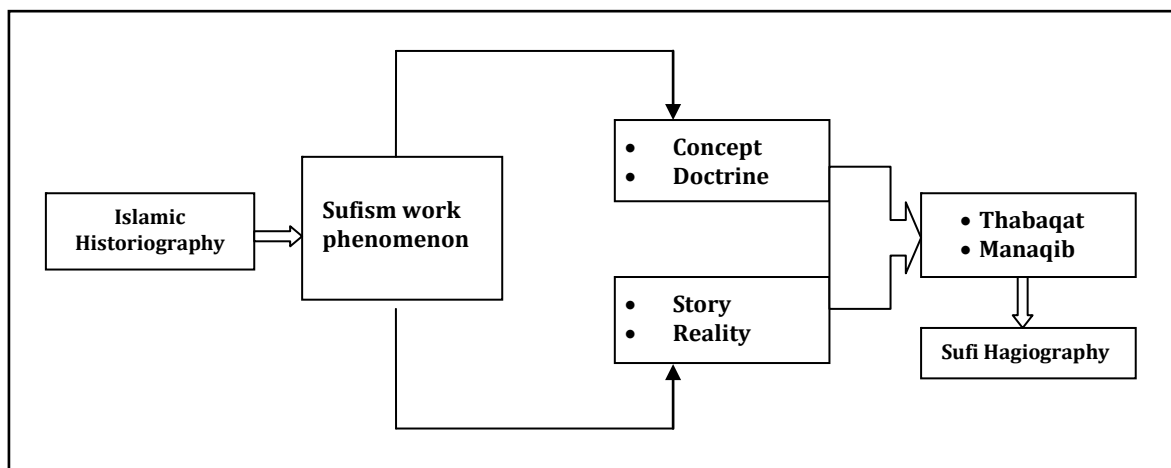 Islamic
Historiography
Sufism work
phenomenon
• Concept
• Doctrine
• Story
• Reality
• Thabaqat
• Manaqib
Sufi Hagiography